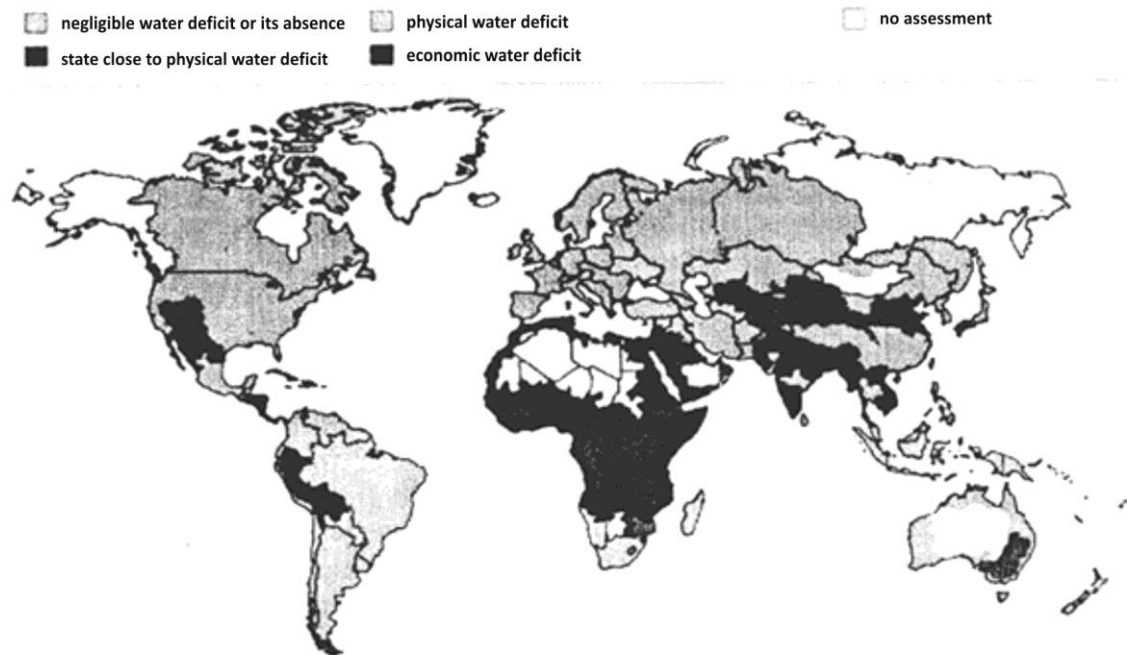 negligible water deficit or its absence
physical water deficit
no assessment
state close to physical water deficit
economic water deficit